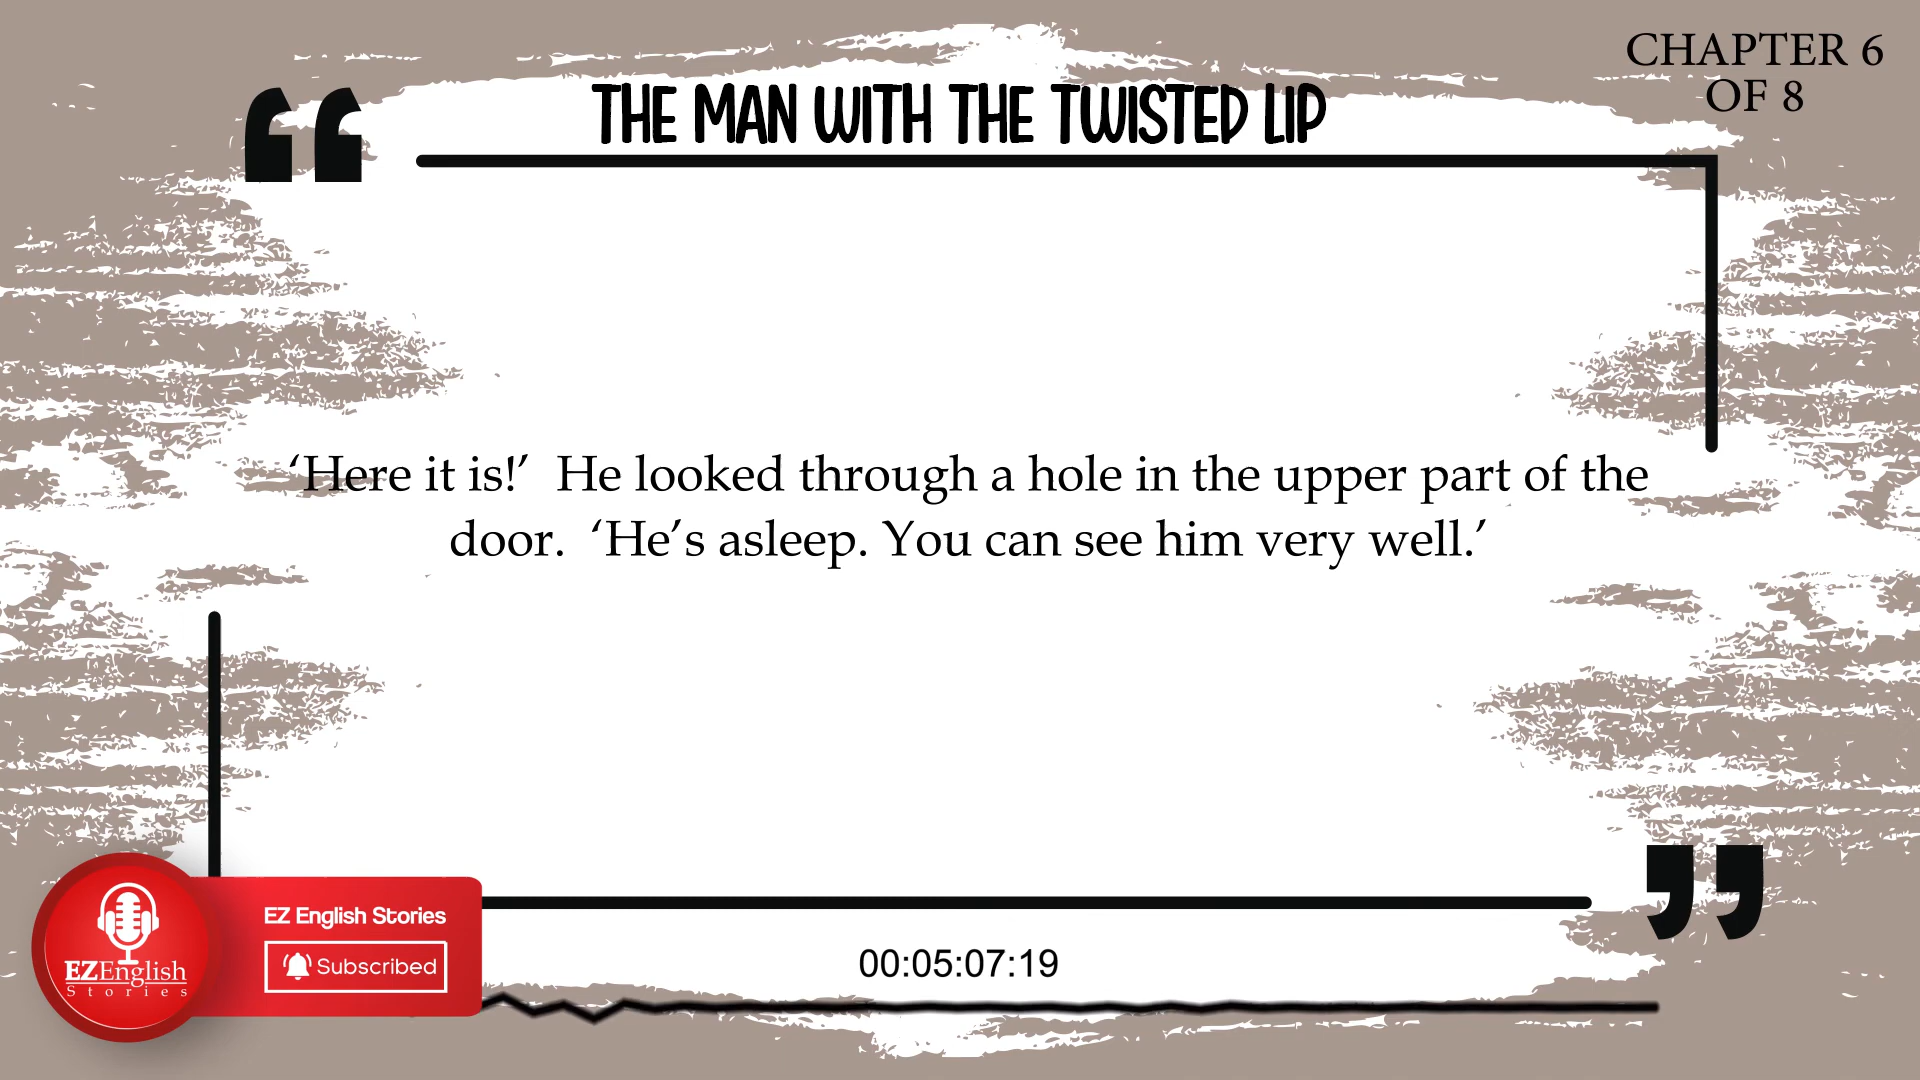 CHAPTER 6
OF 8
THE MAN WITH THE TWISTED LIP
‘Here it is!’  He looked through a hole in the upper part of the
door.  ‘He’s asleep. You can see him very well.’
EZ English Stories
Subscribed
EZEnglish
Stories
00:05:07:19